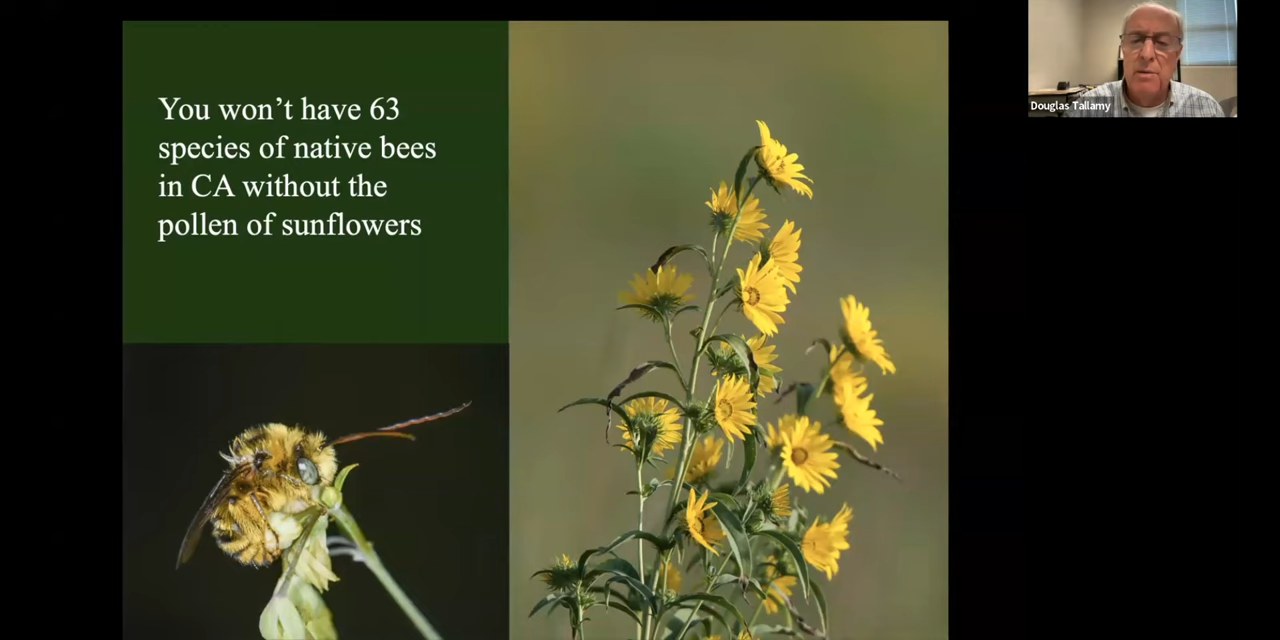 You won’t have 63
species of native bees
in CA without the
pollen of sunflowers
Douglas Tallamy